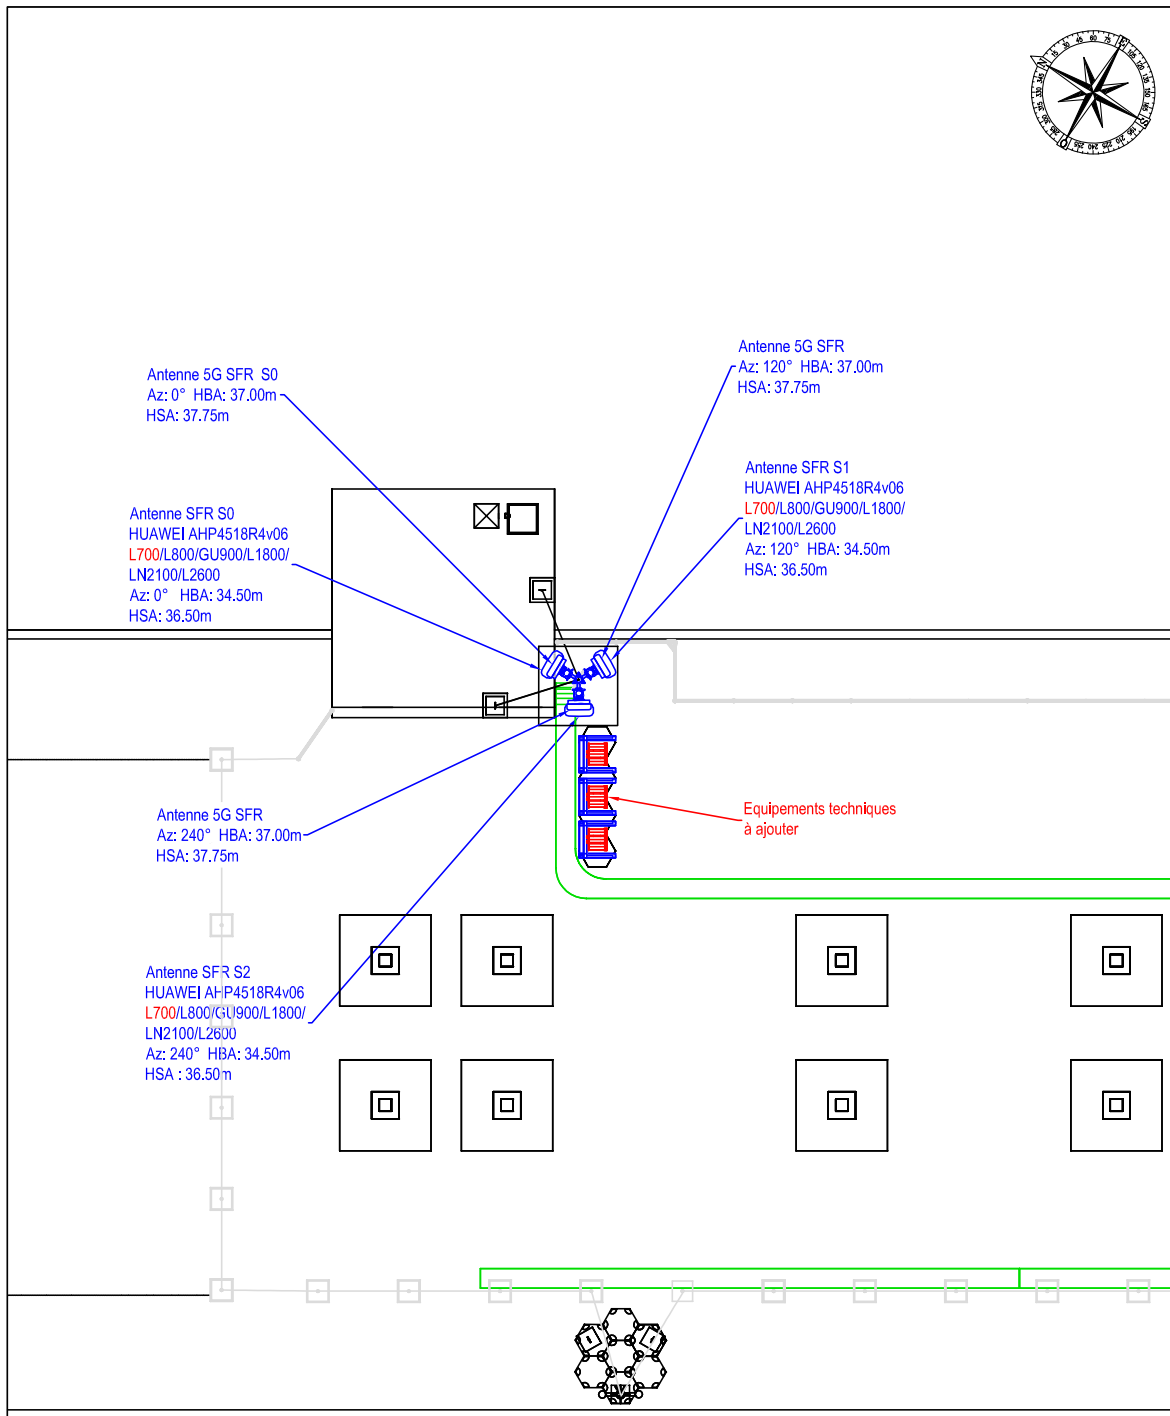 Antenne 5G SFR S0
Az: 0° HBA: 37.00m
HSA: 37.75m
Antenne 5G SFR
Az: 120° HBA: 37.00m
HSA: 37.75m
Antenne SFR S1
HUAWEI AHP4518R4v06
L700/L800/GU900/L1800/
LN2100/L2600
Az: 120° HBA: 34.50m
HSA: 36.50m
Antenne SFR S0
HUAWEI AHP4518R4v06
L700/L800/GU900/L1800/
LN2100/L2600
Az: 0° HBA: 34.50m
HSA: 36.50m
Equipements techniques
à ajouter
Antenne 5G SFR
Az: 240° HBA: 37.00m
HSA: 37.75m
Antenne SFR S2
HUAWEI AHP4518R4v06
L700/L800/GU900/L1800/
LN2100/L2600
Az: 240° HBA: 34.50m
HSA : 36.50m